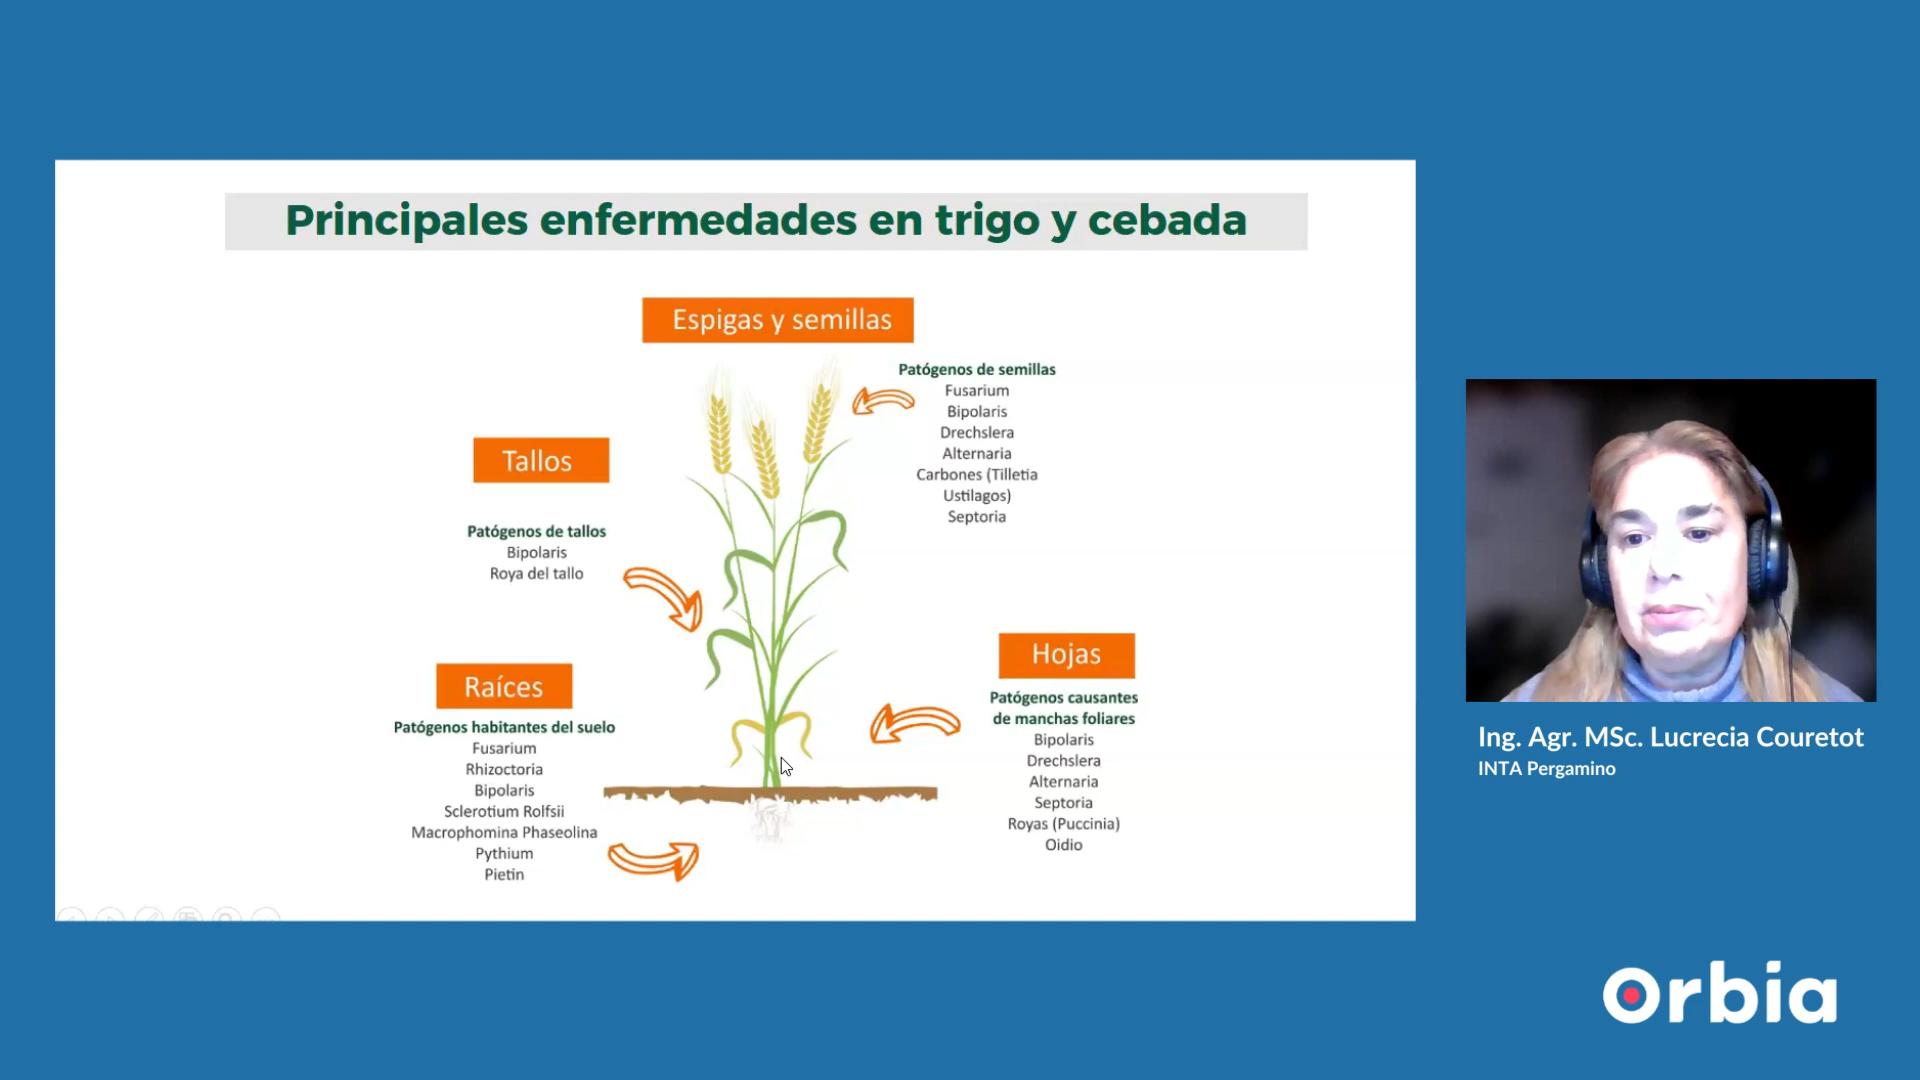 Principales enfermedades en trigo y cebada
Espigas y semillas
Patógenos de semillas
Fusarium
Bipolaris
Drechslera
Alternaria
Carbones (Tilletia
Ustilagos)
Septoria
Tallos
Patógenos de tallos
Bipolaris
Roya del tallo
Raíces
Patógenos habitantes del suelo
Fusarium
Rhizoctoria
Bipolaris
Sclerotium Rolfsii
Macrophomina Phaseolina
Pythium
Pietin
Hojas
Patógenos causantes
de manchas foliares
Bipolaris
Drechslera
Alternaria
Septoria
Royas (Puccinia)
Oidio
Ing. Agr. MSc. Lucrecia Couretot
INTA Pergamino
Orbia